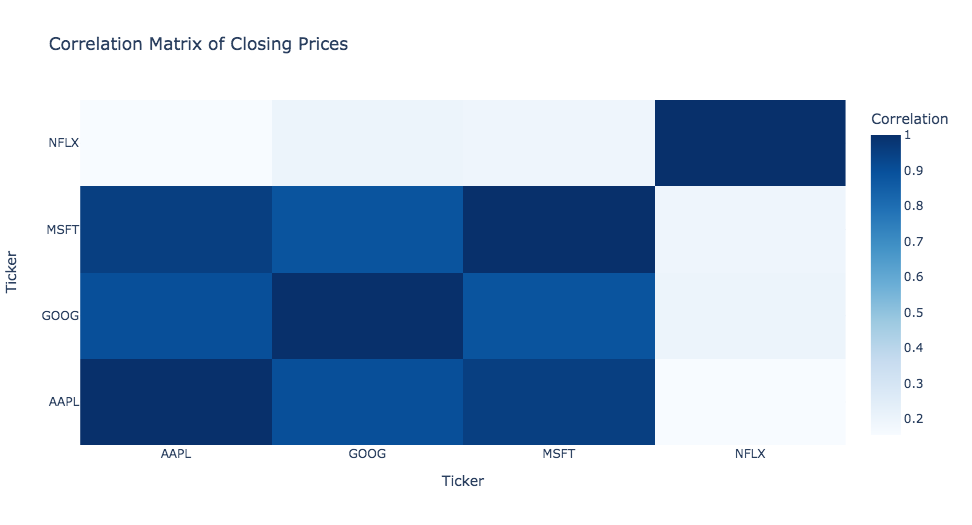 Correlation Matrix of Closing Prices
Correlation
1
0.9
0.8
0.7
0.6
0.5
0.4
0.3
0.2
Ticker
NFLX
MSFT
GOOG
AAPL
AAPL GOOG MSFT NFLX
Ticker